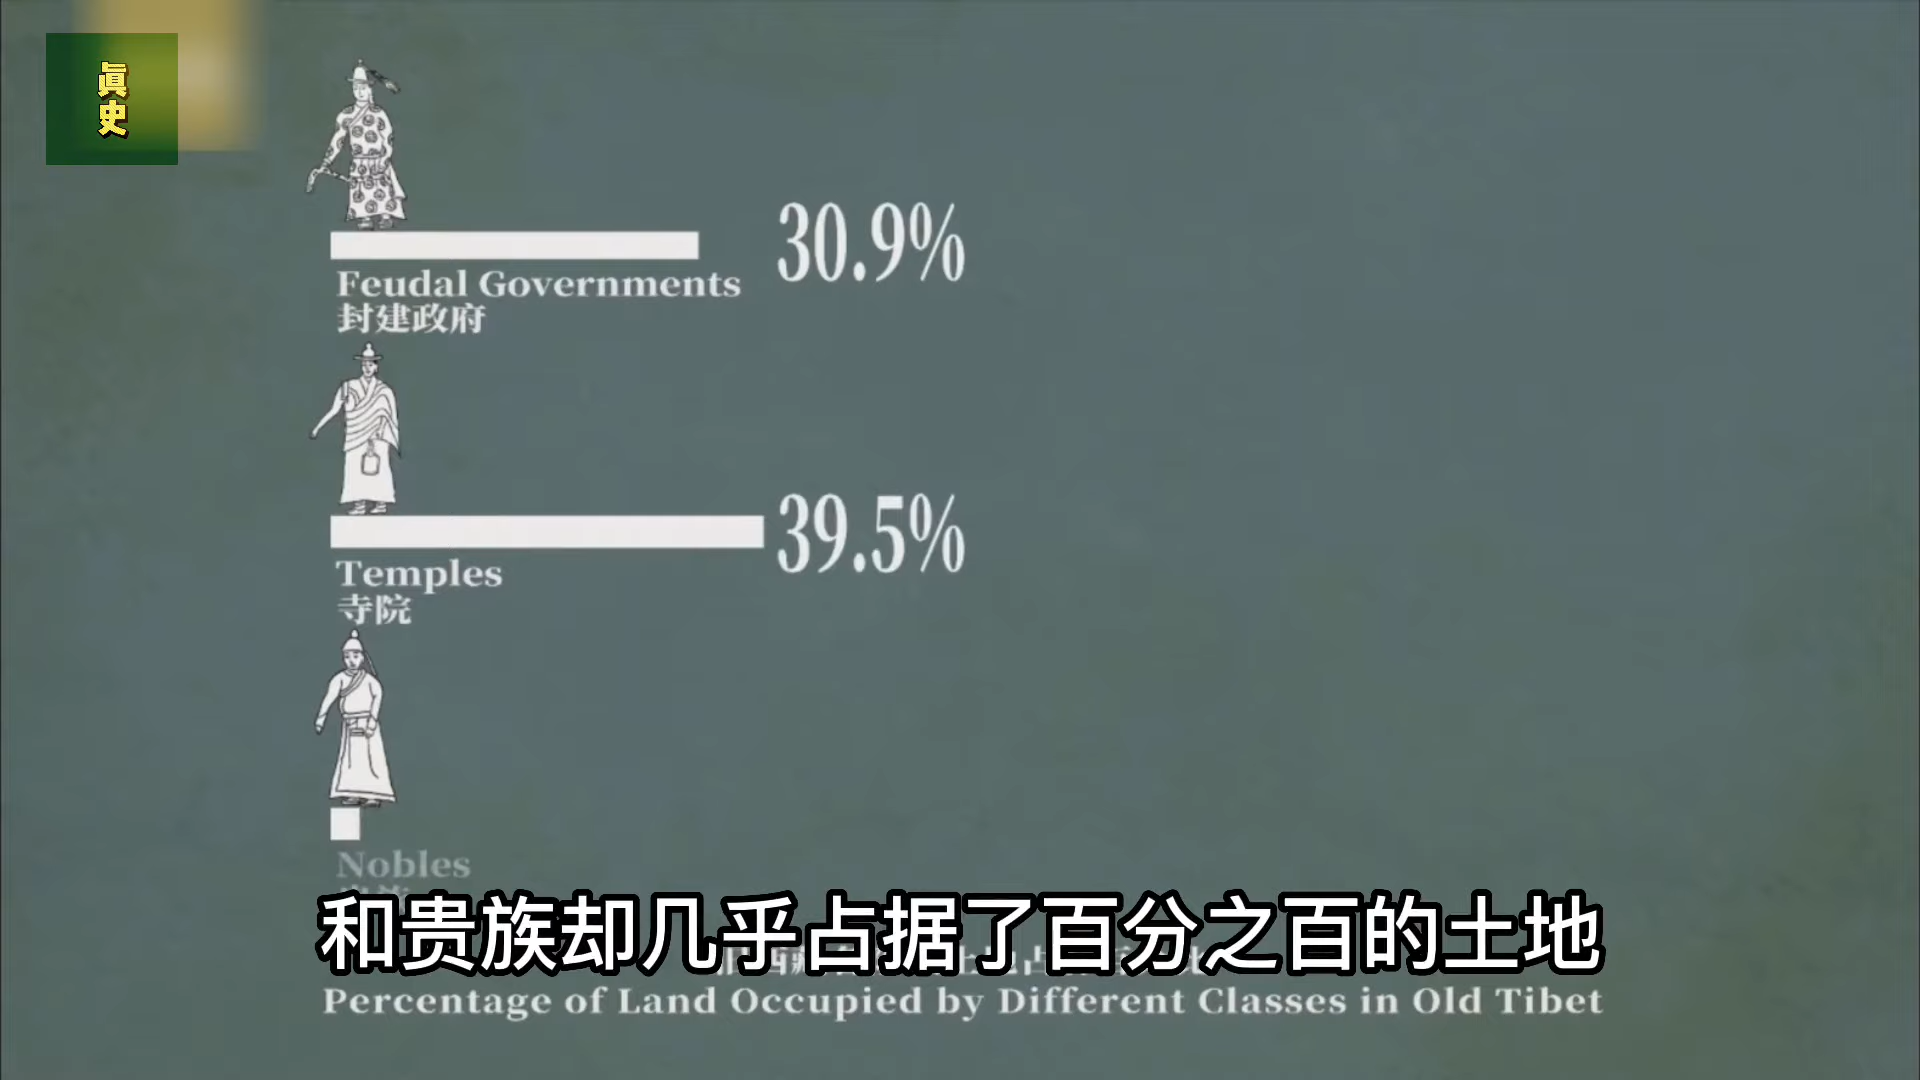 眞史
30.9%
Feudal Governments
封建政府
39.5%
Temples
寺院
Nobles
和贵族却几乎占据了百分之百的土地
Percentage of Land Occupied by Different Classes in Old Tibet